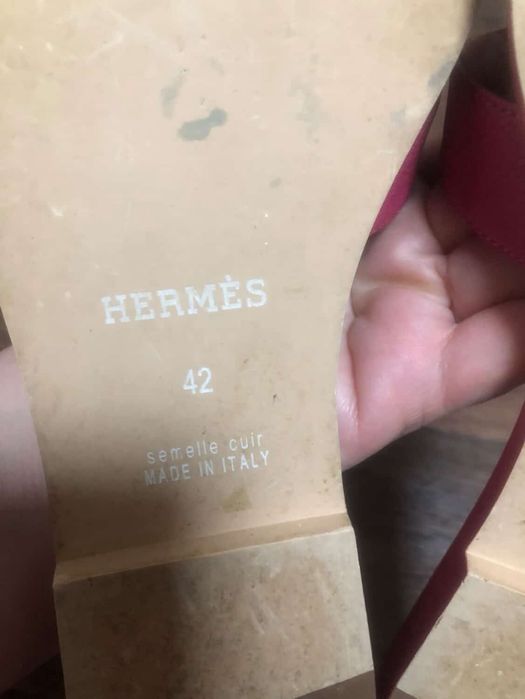 HERMÈS
42
semelle cuir
MADE IN ITALY